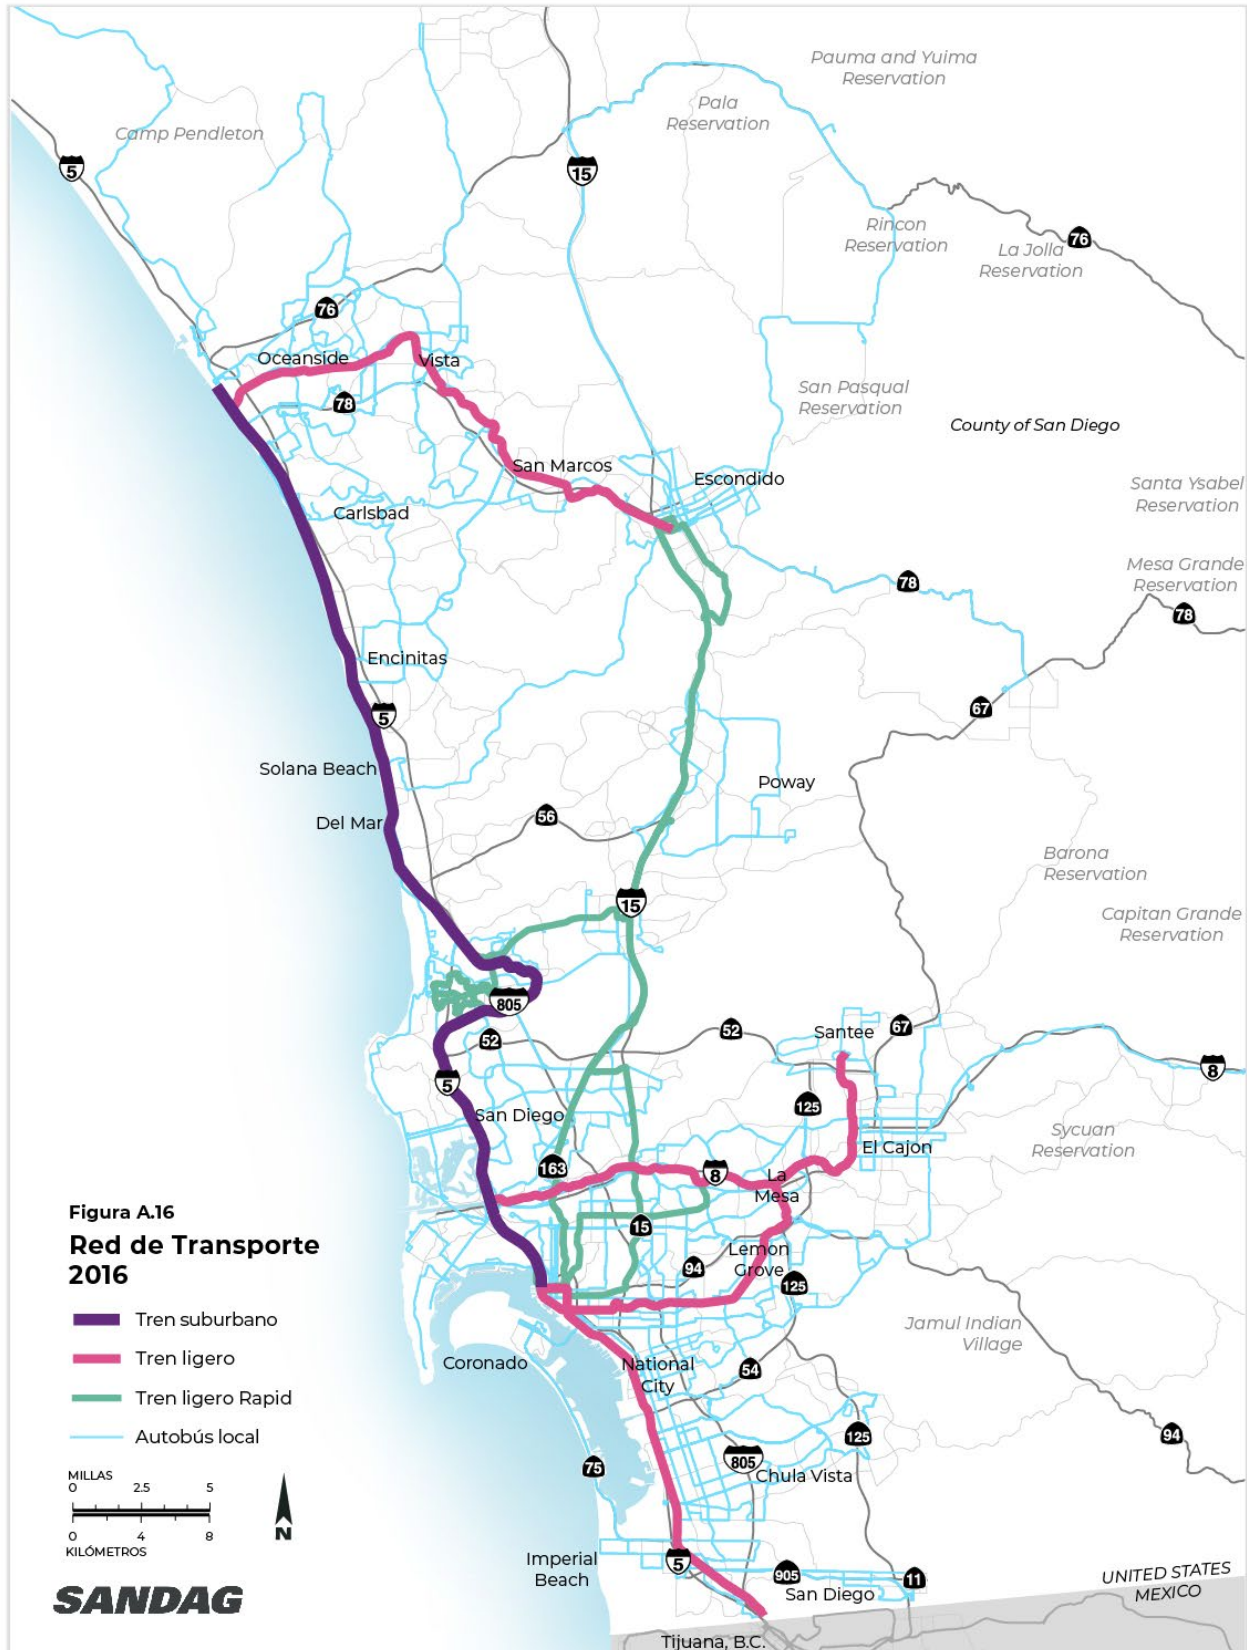 Pauma and Yuima
Reservation
Pala
Reservation
Camp Pendleton
5
15
Rincon
Reservation
La Jolla
Reservation
76
76
Oceanside
Vista
78
San Pasqual
Reservation
County of San Diego
San Marcos
Escondido
Santa Ysabel
Reservation
Carlsbad
Mesa Grande
Reservation
78
78
Encinitas
67
5
Solana Beach
Poway
Del Mar
56
Barona
Reservation
15
Capitan Grande
Reservation
805
52
52
Santee
67
8
5
San Diego
125
El Cajon
Sycuan
Reservation
163
8
La
Mesa
15
Lemon
Grove
94
125
Jamul Indian
Village
Coronado
National
City
54
125
94
75
805
Chula Vista
Imperial
Beach
5
905
San Diego
11
UNITED STATES
MEXICO
Tijuana, B.C.
Figura A.16
Red de Transporte
2016
Tren suburbano
Tren ligero
Tren ligero Rapid
Autobús local
MILLAS
0 2.5 5
0 4 8
KILÓMETROS
N
SANDAG